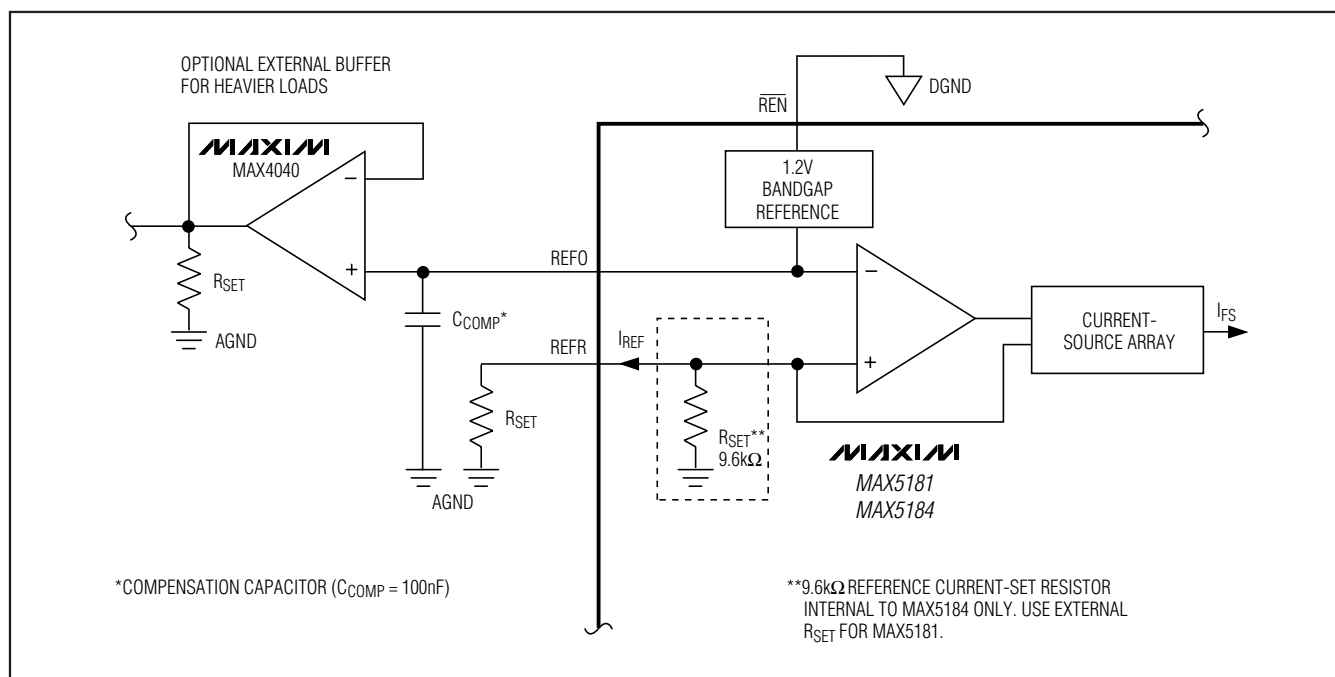 OPTIONAL EXTERNAL BUFFER
FOR HEAVIER LOADS
MAXIM
MAX4040
−
+
RSET
AGND
CCOMP*
REFO
REN
DGND
1.2V
BANDGAP
REFERENCE
−
+
CURRENT-
SOURCE ARRAY
IFS
REFR
IREF
RSET
AGND
RSET**
9.6kΩ
MAXIM
MAX5181
MAX5184
*COMPENSATION CAPACITOR (CCOMP = 100nF)
**9.6kΩ REFERENCE CURRENT-SET RESISTOR
INTERNAL TO MAX5184 ONLY. USE EXTERNAL
RSET FOR MAX5181.